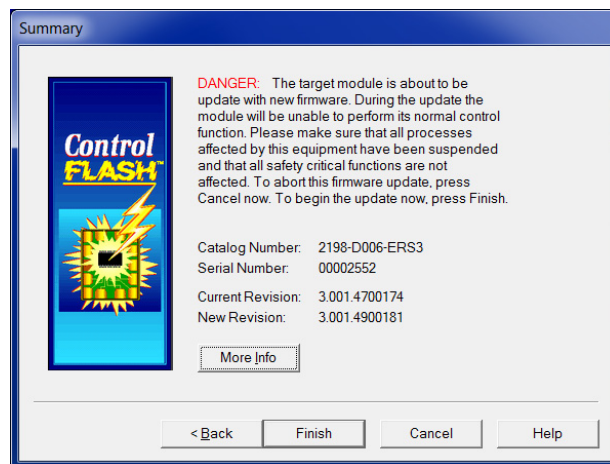 Summary
Control
FLASH™
DANGER: The target module is about to be
update with new firmware. During the update the
module will be unable to perform its normal control
function. Please make sure that all processes
affected by this equipment have been suspended
and that all safety critical functions are not
affected. To abort this firmware update, press
Cancel now. To begin the update now, press Finish.
Catalog Number: 2198-D006-ERS3
Serial Number: 00002552
Current Revision: 3.001.4700174
New Revision: 3.001.4900181
More Info
< Back Finish Cancel Help